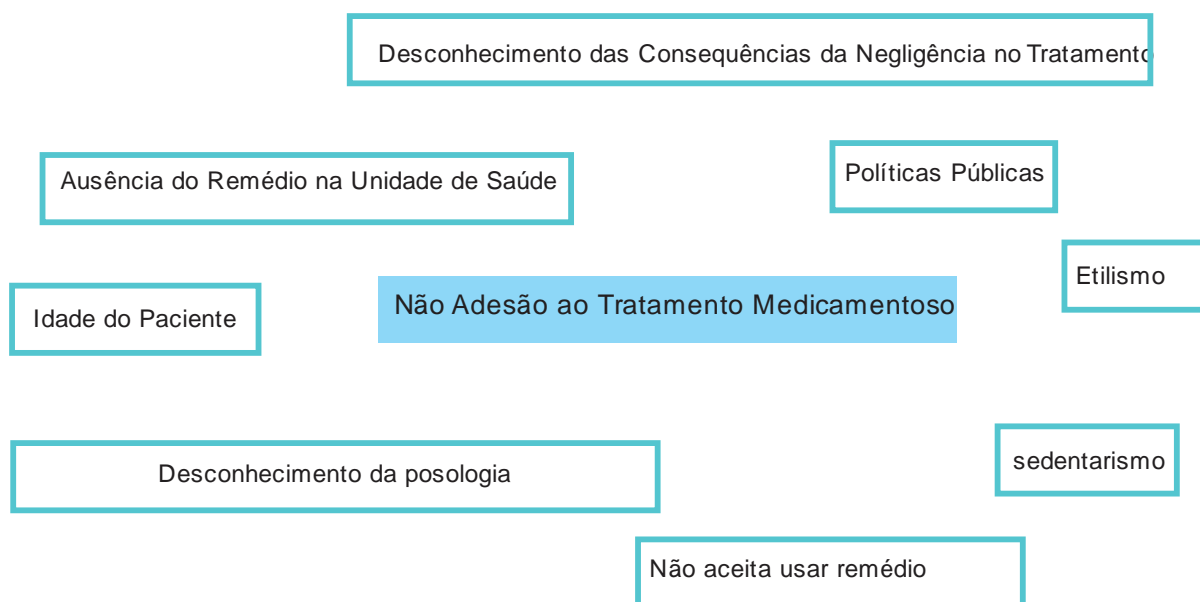 Desconhecimento das Consequências da Negligência no Tratamento
Políticas Públicas
Ausência do Remédio na Unidade de Saúde
Etilismo
Não Adesão ao Tratamento Medicamentoso
Idade do Paciente
sedentarismo
Desconhecimento da posologia
Não aceita usar remédio